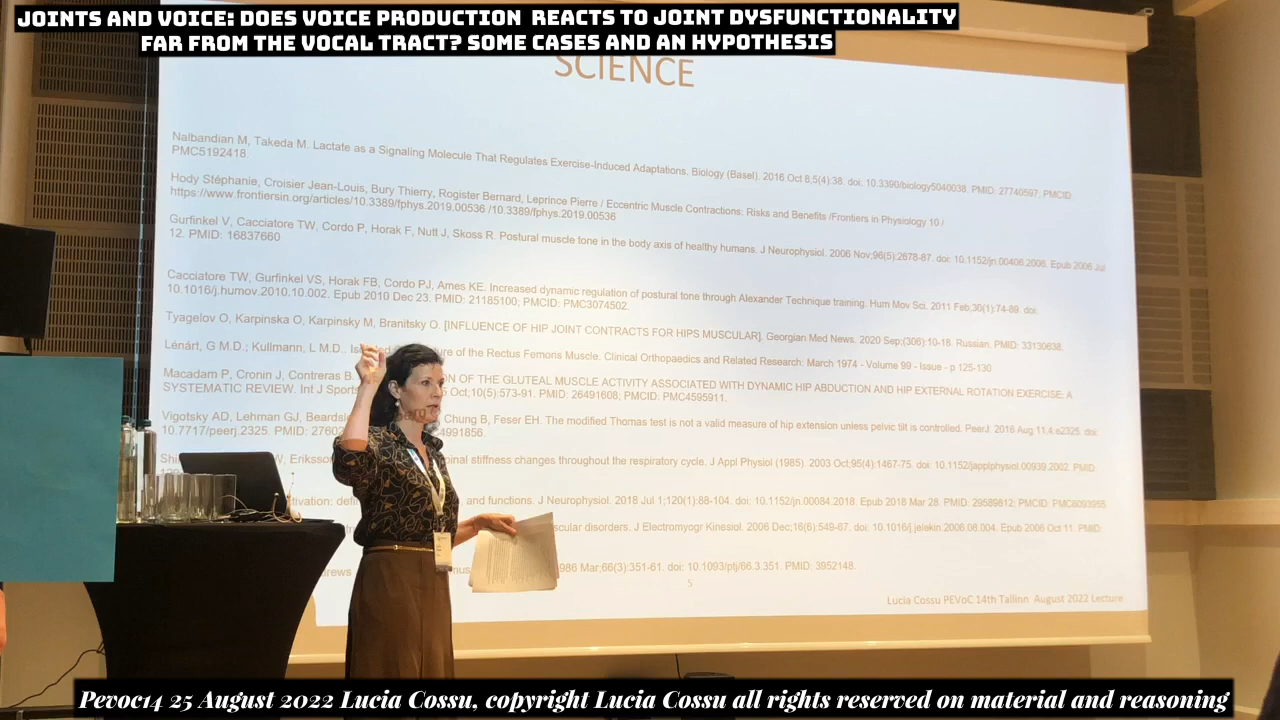 JOINTS AND VOICE: DOES VOICE PRODUCTION REACTS TO JOINT DYSFUNCTIONALITY
FAR FROM THE VOCAL TRACT? SOME CASES AND AN HYPOTHESIS
SCIENCE
Nalbandian M, Takeda M. Lactate as a Signaling Molecule That Regulates Exercise-Induced Adaptations. Biology (Basel). 2016 Oct 8;5(4):38. doi: 10.3390/biology5040038. PMID: 27740597; PMCID:
PMC5192418.
Hody Stéphanie, Croisier Jean-Louis, Bury Thierry, Rogister Bernard, Leprince Pierre / Eccentric Muscle Contractions: Risks and Benefits /Frontiers in Physiology 10 /
https://www.frontiersin.org/articles/10.3389/fphys.2019.00536 /10.3389/fphys.2019.00536
Gurfinkel V, Cacciatore TW, Cordo P, Horak F, Nutt J, Skoss R. Postural muscle tone in the body axis of healthy humans. J Neurophysiol. 2006 Nov;96(5):2678-87. doi: 10.1152/jn.00406.2006. Epub 2006 Jul
12. PMID: 16837660
Cacciatore TW, Gurfinkel VS, Horak FB, Cordo PJ, Ames KE. Increased dynamic regulation of postural tone through Alexander Technique training. Hum Mov Sci. 2011 Feb;30(1):74-89. doi:
10.1016/j.humov.2010.10.002. Epub 2010 Dec 23. PMID: 21185100; PMCID: PMC3074502.
Tyagelov O, Karpinska O, Karpinsky M, Branitsky O. [INFLUENCE OF HIP JOINT CONTRACTS FOR HIPS MUSCULAR]. Georgian Med News. 2020 Sep;(306):10-18. Russian. PMID: 33130638.
Lénárt, G M.D.; Kullmann, L M.D.. ure of the Rectus Femoris Muscle. Clinical Orthopaedics and Related Research: March 1974 - Volume 99 - Issue - p 125-130
Macadam P, Cronin J, Contreras B. ON OF THE GLUTEAL MUSCLE ACTIVITY ASSOCIATED WITH DYNAMIC HIP ABDUCTION AND HIP EXTERNAL ROTATION EXERCISE: A
SYSTEMATIC REVIEW. Int J Sports Oct;10(5):573-91. PMID: 26491608; PMCID: PMC4595911.
Vigotsky AD, Lehman GJ, Beardsl Chung B, Feser EH. The modified Thomas test is not a valid measure of hip extension unless pelvic tilt is controlled. PeerJ. 2016 Aug 11;4:e2325. doi:
10.7717/peerj.2325. PMID: 2760 4991856.
Shi W, Eriksson pinal stiffness changes throughout the respiratory cycle. J Appl Physiol (1985). 2003 Oct;95(4):1467-75. doi: 10.1152/japplphysiol.00939.2002. PMID:
tivation: defi and functions. J Neurophysiol. 2018 Jul 1;120(1):88-104. doi: 10.1152/jn.00084.2018. Epub 2018 Mar 28. PMID: 29589812; PMCID: PMC6093955
scular disorders. J Electromyogr Kinesiol. 2006 Dec;16(6):549-67. doi: 10.1016/j.jelekin.2006.08.004. Epub 2006 Oct 11. PMID:
rews mus 986 Mar;66(3):351-61. doi: 10.1093/ptj/66.3.351. PMID: 3952148.
5
Lucia Cossu PEVoC 14th Tallinn August 2022 Lecture
Pevoc14 25 August 2022 Lucia Cossu, copyright Lucia Cossu all rights reserved on material and reasoning